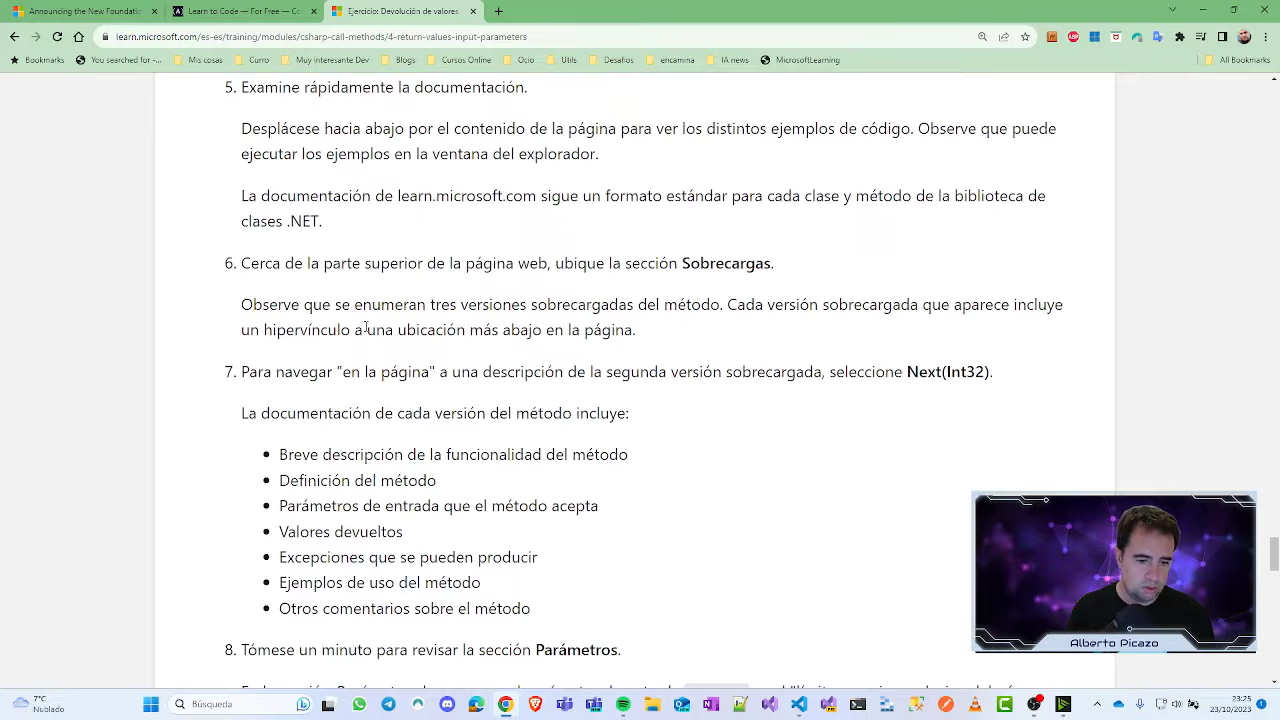 Announcing the New Foundatio
Learn to Code — For Free — Co
Ejercicio: Devolución de valores
learn.microsoft.com/es-es/training/modules/csharp-call-methods/4-return-values-input-parameters
Bookmarks
You searched for -...
Mis cosas
Curro
Muy interesante Dev
Blogs
Cursos Online
Ocio
Utils
Desafios
encamina
IA news
MicrosoftLearning
All Bookmarks
5. Examine rápidamente la documentación.
Desplácese hacia abajo por el contenido de la página para ver los distintos ejemplos de código. Observe que puede
ejecutar los ejemplos en la ventana del explorador.
La documentación de learn.microsoft.com sigue un formato estándar para cada clase y método de la biblioteca de
clases .NET.
6. Cerca de la parte superior de la página web, ubique la sección Sobrecargas.
Observe que se enumeran tres versiones sobrecargadas del método. Cada versión sobrecargada que aparece incluye
un hipervínculo a una ubicación más abajo en la página.
7. Para navegar "en la página" a una descripción de la segunda versión sobrecargada, seleccione Next(Int32).
La documentación de cada versión del método incluye:
• Breve descripción de la funcionalidad del método
• Definición del método
• Parámetros de entrada que el método acepta
• Valores devueltos
• Excepciones que se pueden producir
• Ejemplos de uso del método
• Otros comentarios sobre el método
8. Tómese un minuto para revisar la sección Parámetros.
Alberto Picazo
7°C
Nublado
Búsqueda
23:25
23/10/2023